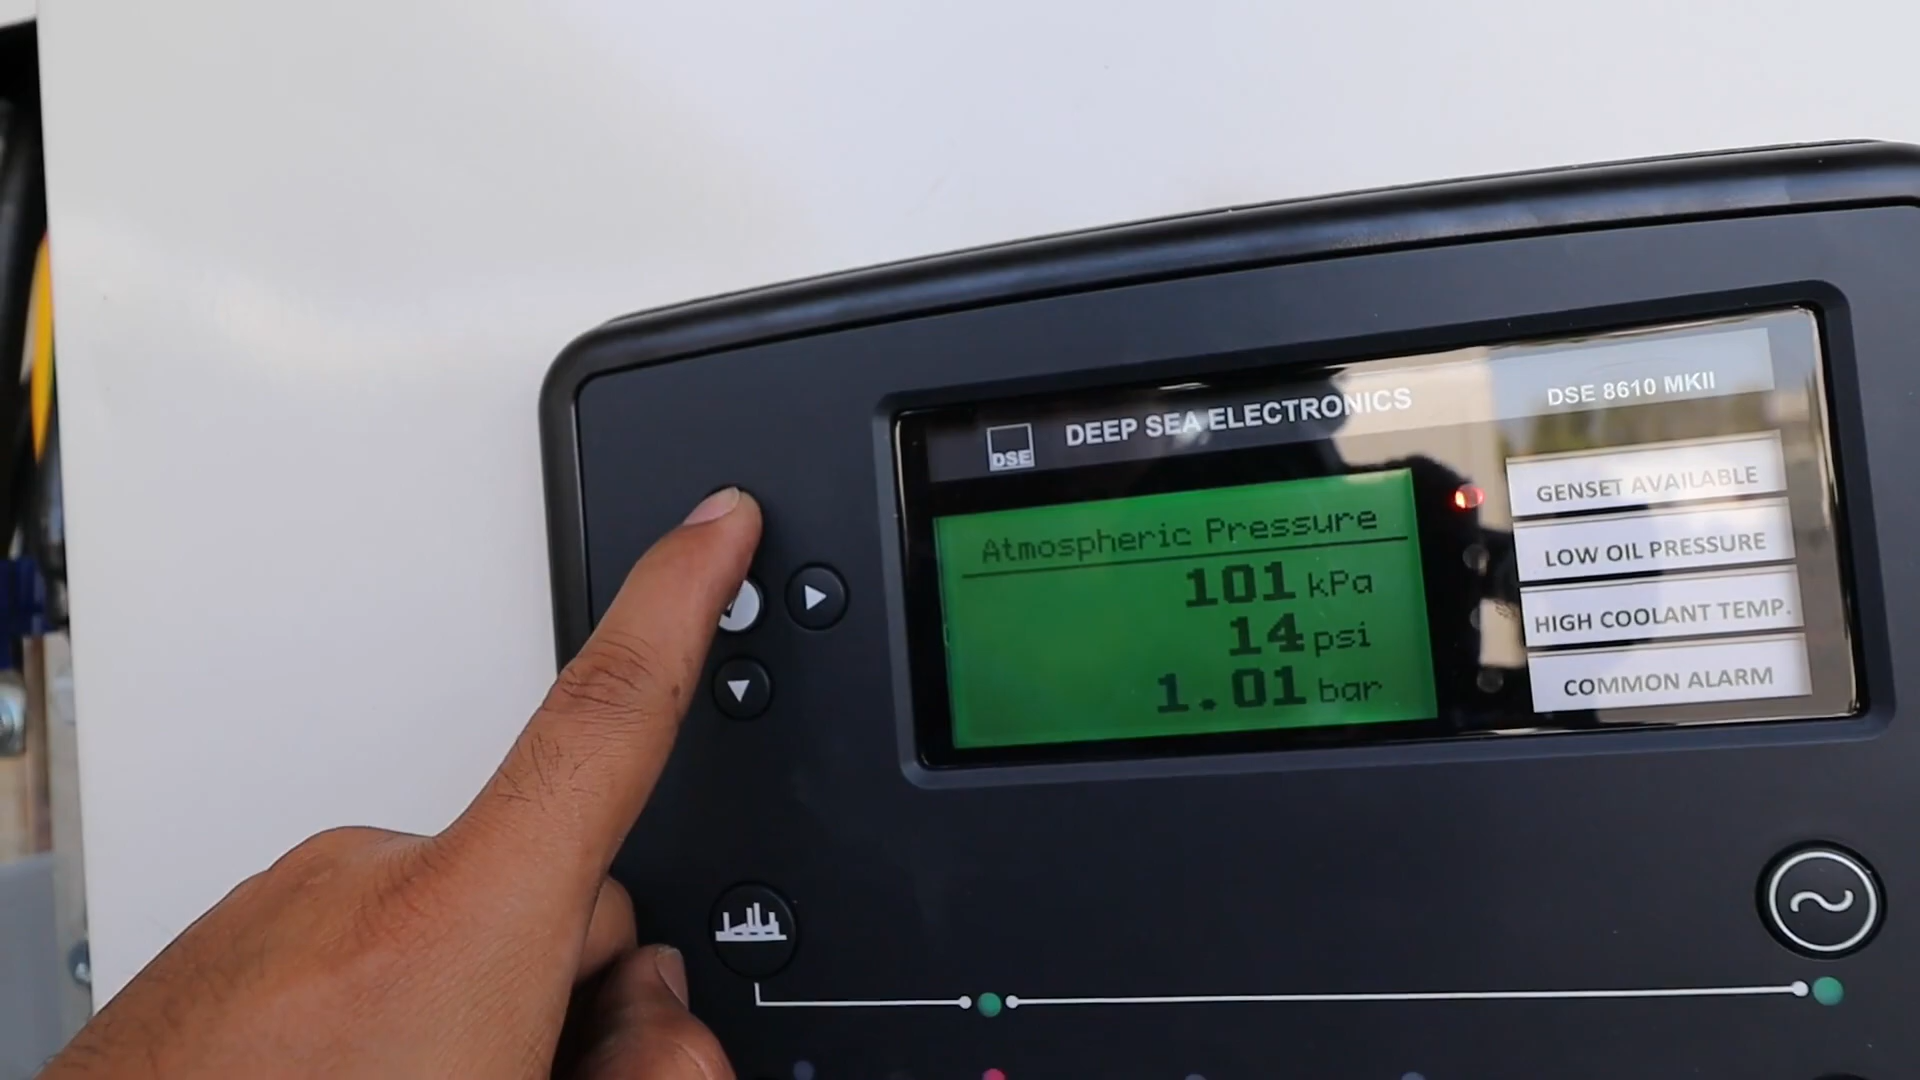 DSE
DEEP SEA ELECTRONICS
DSE 8610 MKII
Atmospheric Pressure
101 kPa
14 psi
1.01 bar
GENSET AVAILABLE
LOW OIL PRESSURE
HIGH COOLANT TEMP.
COMMON ALARM